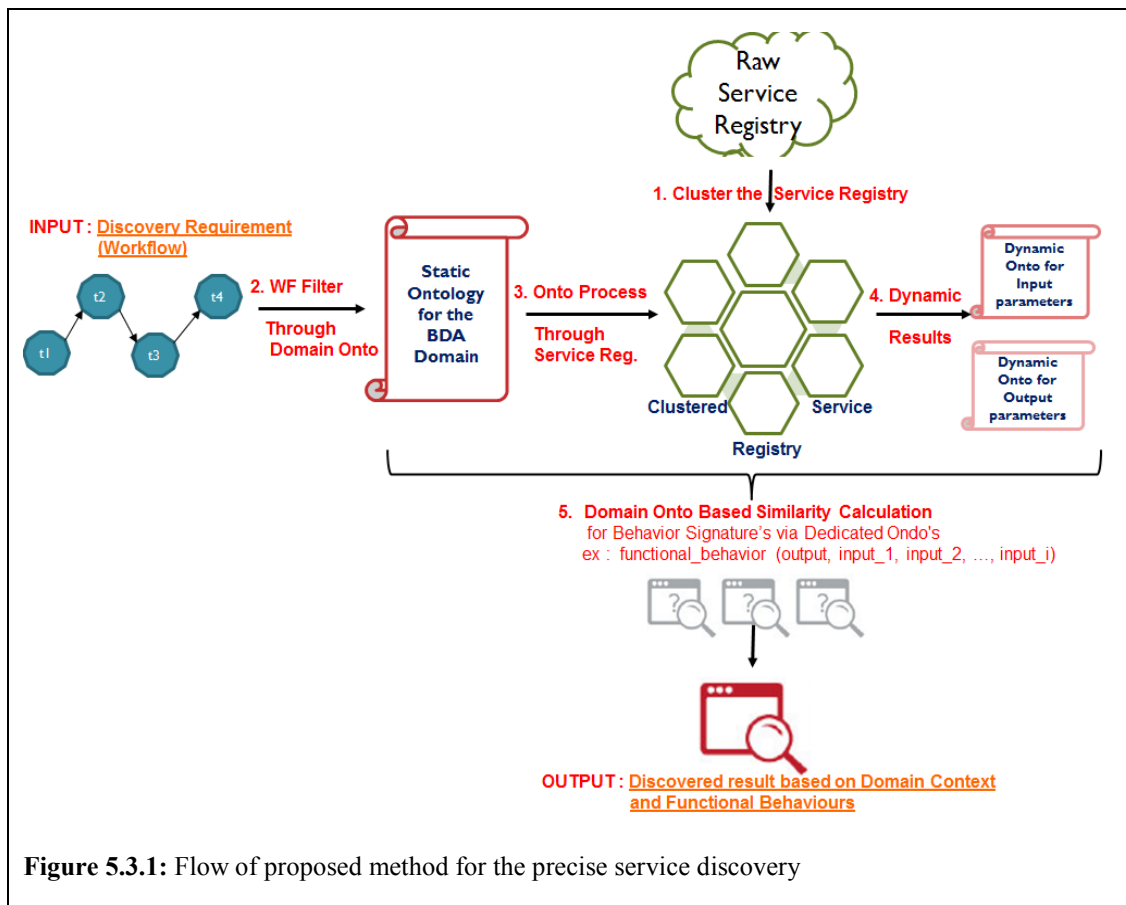 Raw
Service
Registry
1. Cluster the Service Registry
INPUT : Discovery Requirement
(Workflow)
t1
t2
t3
t4
2. WF Filter
Through
Domain Onto
Static
Ontology
for the
BDA
Domain
3. Onto Process
Through
Service Reg.
Clustered
Service
Registry
4. Dynamic
Results
Dynamic
Onto for
Input
parameters
Dynamic
Onto for
Output
parameters
5. Domain Onto Based Similarity Calculation
for Behavior Signature's via Dedicated Ondo's
ex : functional_behavior (output, input_1, input_2, ..., input_i)
? ? ?
OUTPUT : Discovered result based on Domain Context
and Functional Behaviours
Figure 5.3.1: Flow of proposed method for the precise service discovery